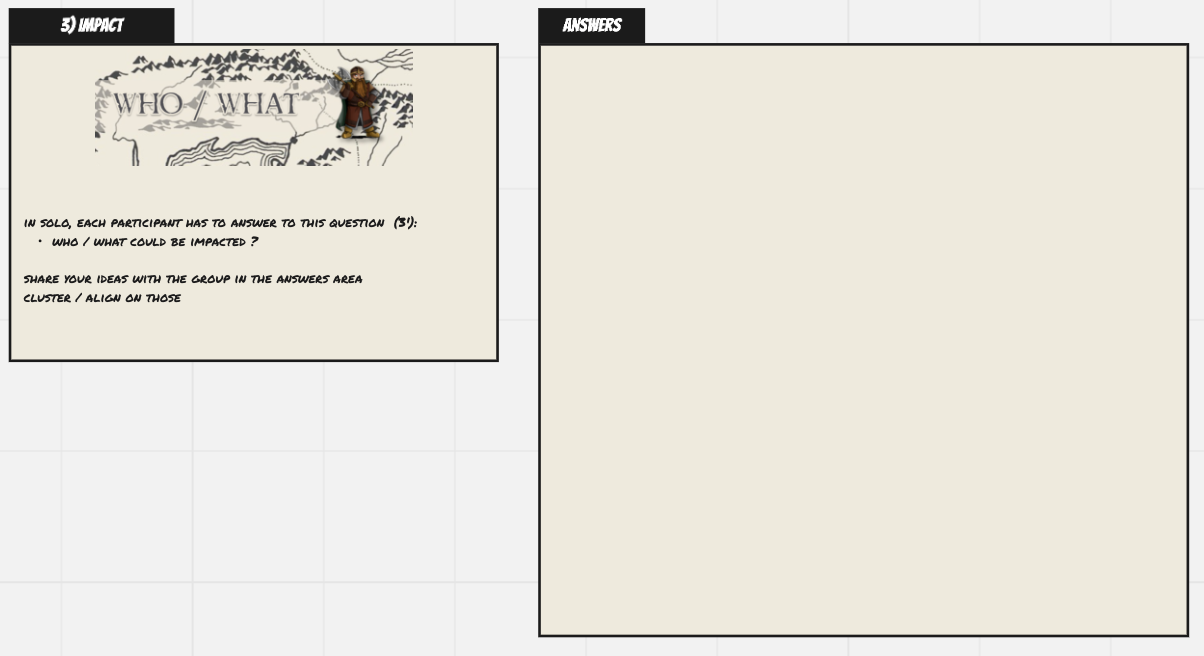 3) IMPACT
WHO / WHAT
IN SOLO, EACH PARTICIPANT HAS TO ANSWER TO THIS QUESTION (3'):
• WHO / WHAT COULD BE IMPACTED ?
SHARE YOUR IDEAS WITH THE GROUP IN THE ANSWERS AREA
CLUSTER / ALIGN ON THOSE
ANSWERS